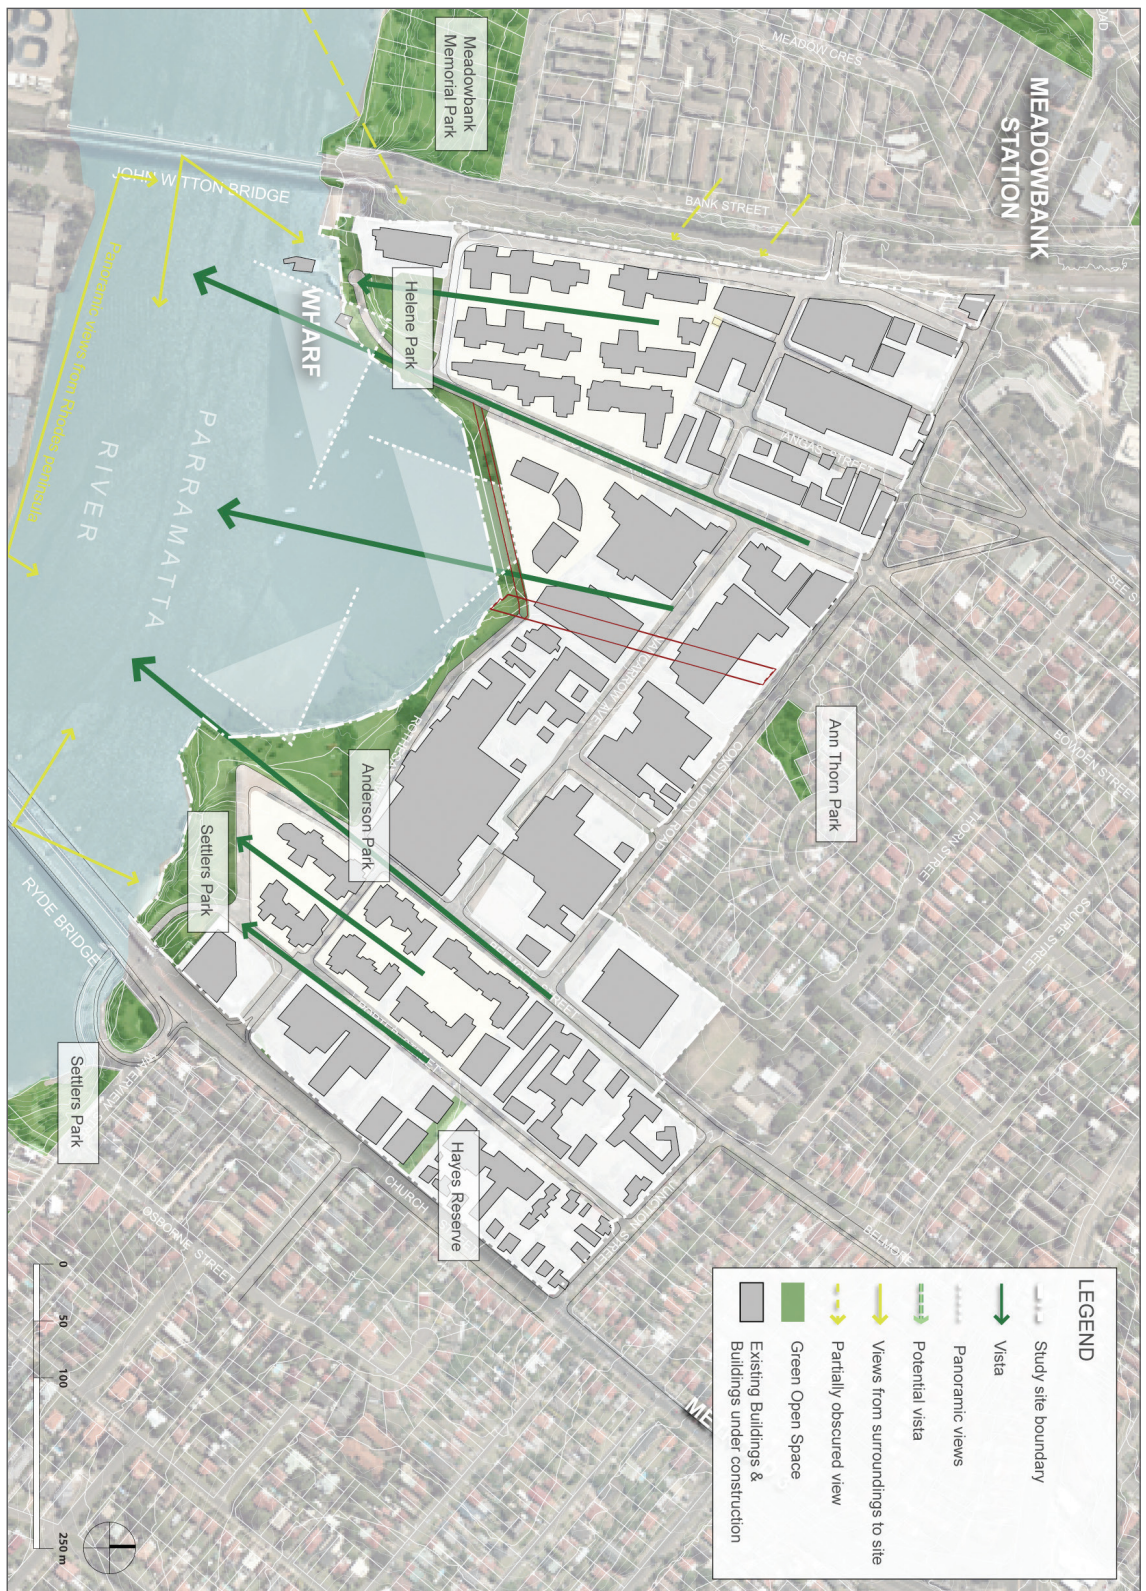 MEADOWBANK
STATION
MEADOW CRES
BANK STREET
Meadowbank
Memorial Park
JOHN WITTON BRIDGE
Panoramic views from Rhodes peninsula
WHARF
Helene Park
PARRAMATTA
RIVER
ANGAS STREET
SEE ST
BOWDEN STREET
THORN STREET
SQUIRE STRE
Ann Thorn Park
CONSTITUTION ROAD
Anderson Park
Settlers Park
RYDE BRIDGE
Settlers Park
Hayes Reserve
CHURCH
OSBORNE STREET
JUNCTION STREET
BELMORE
LEGEND
Study site boundary
Vista
Panoramic views
Potential vista
Views from surroundings to site
Partially obscured view
Green Open Space
Existing Buildings &
Buildings under construction
0
50
100
250 m